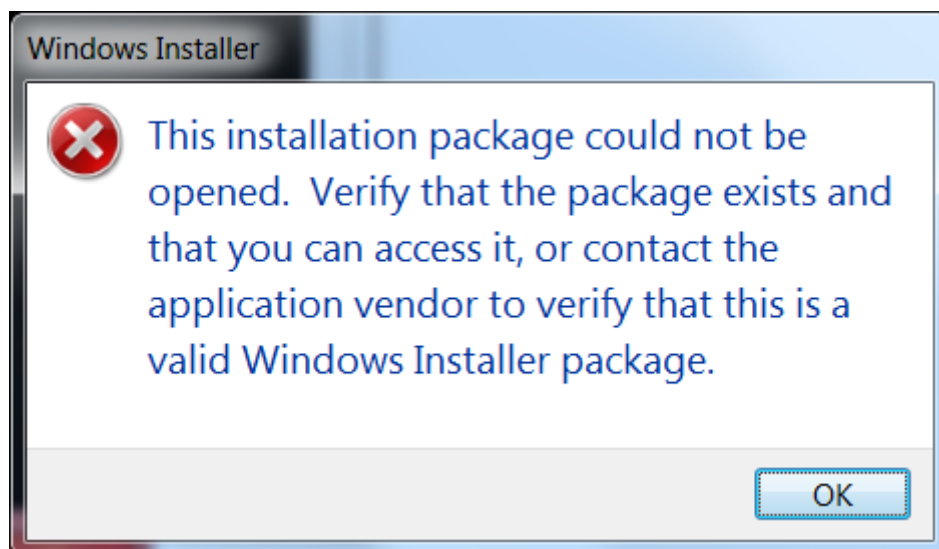 Windows Installer
This installation package could not be
opened.  Verify that the package exists and
that you can access it, or contact the
application vendor to verify that this is a
valid Windows Installer package.
OK